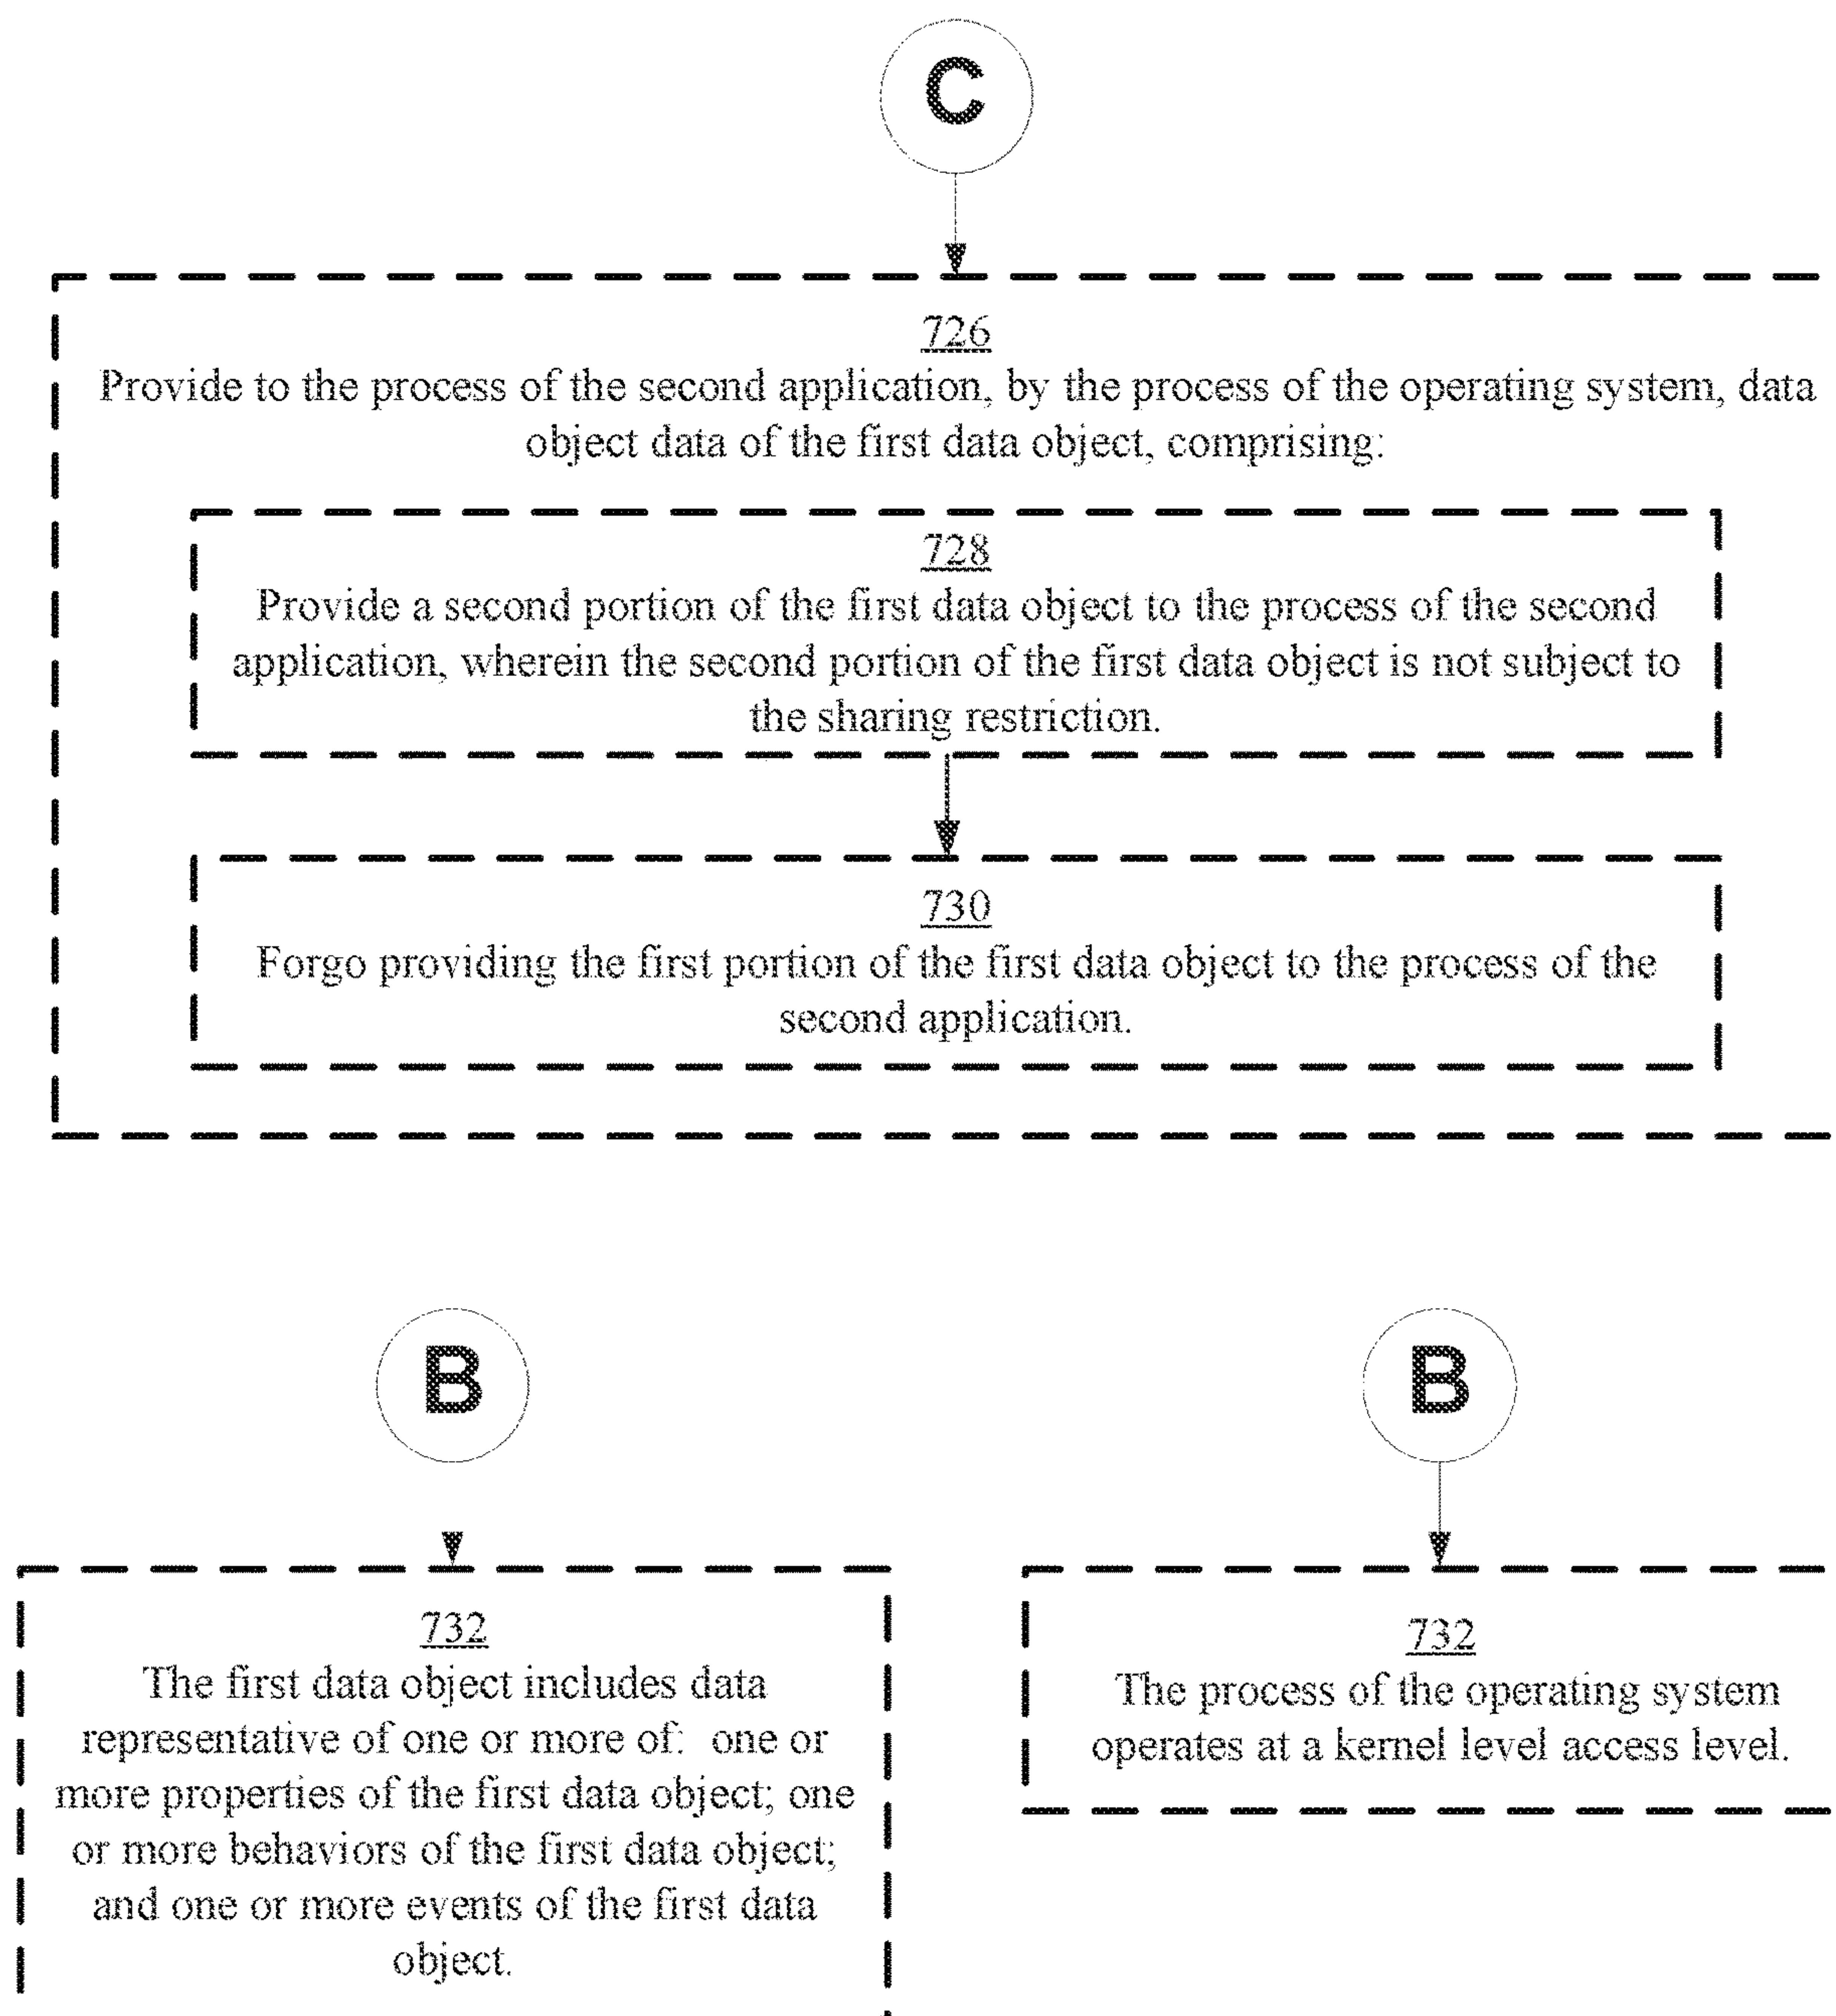 C
726
Provide to the process of the second application, by the process of the operating system, data
object data of the first data object, comprising:
728
Provide a second portion of the first data object to the process of the second
application, wherein the second portion of the first data object is not subject to
the sharing restriction.
730
Forgo providing the first portion of the first data object to the process of the
second application.
B
732
The first data object includes data
representative of one or more of:  one or
more properties of the first data object; one
or more behaviors of the first data object;
and one or more events of the first data
object.
B
732
The process of the operating system
operates at a kernel level access level.